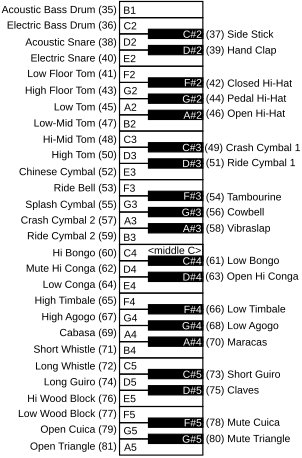 Acoustic Bass Drum (35) B1
Electric Bass Drum (36) C2
C#2 (37) Side Stick
Acoustic Snare (38) D2
D#2 (39) Hand Clap
Electric Snare (40) E2
Low Floor Tom (41) F2
F#2 (42) Closed Hi-Hat
High Floor Tom (43) G2
G#2 (44) Pedal Hi-Hat
Low Tom (45) A2
A#2 (46) Open Hi-Hat
Low-Mid Tom (47) B2
Hi-Mid Tom (48) C3
C#3 (49) Crash Cymbal 1
High Tom (50) D3
D#3 (51) Ride Cymbal 1
Chinese Cymbal (52) E3
Ride Bell (53) F3
F#3 (54) Tambourine
Splash Cymbal (55) G3
G#3 (56) Cowbell
Crash Cymbal 2 (57) A3
A#3 (58) Vibraslap
Ride Cymbal 2 (59) B3
Hi Bongo (60) C4 <middle C>
C#4 (61) Low Bongo
Mute Hi Conga (62) D4
D#4 (63) Open Hi Conga
Low Conga (64) E4
High Timbale (65) F4
F#4 (66) Low Timbale
High Agogo (67) G4
G#4 (68) Low Agogo
Cabasa (69) A4
A#4 (70) Maracas
Short Whistle (71) B4
Long Whistle (72) C5
C#5 (73) Short Guiro
Long Guiro (74) D5
D#5 (75) Claves
Hi Wood Block (76) E5
Low Wood Block (77) F5
F#5 (78) Mute Cuica
Open Cuica (79) G5
G#5 (80) Mute Triangle
Open Triangle (81) A5